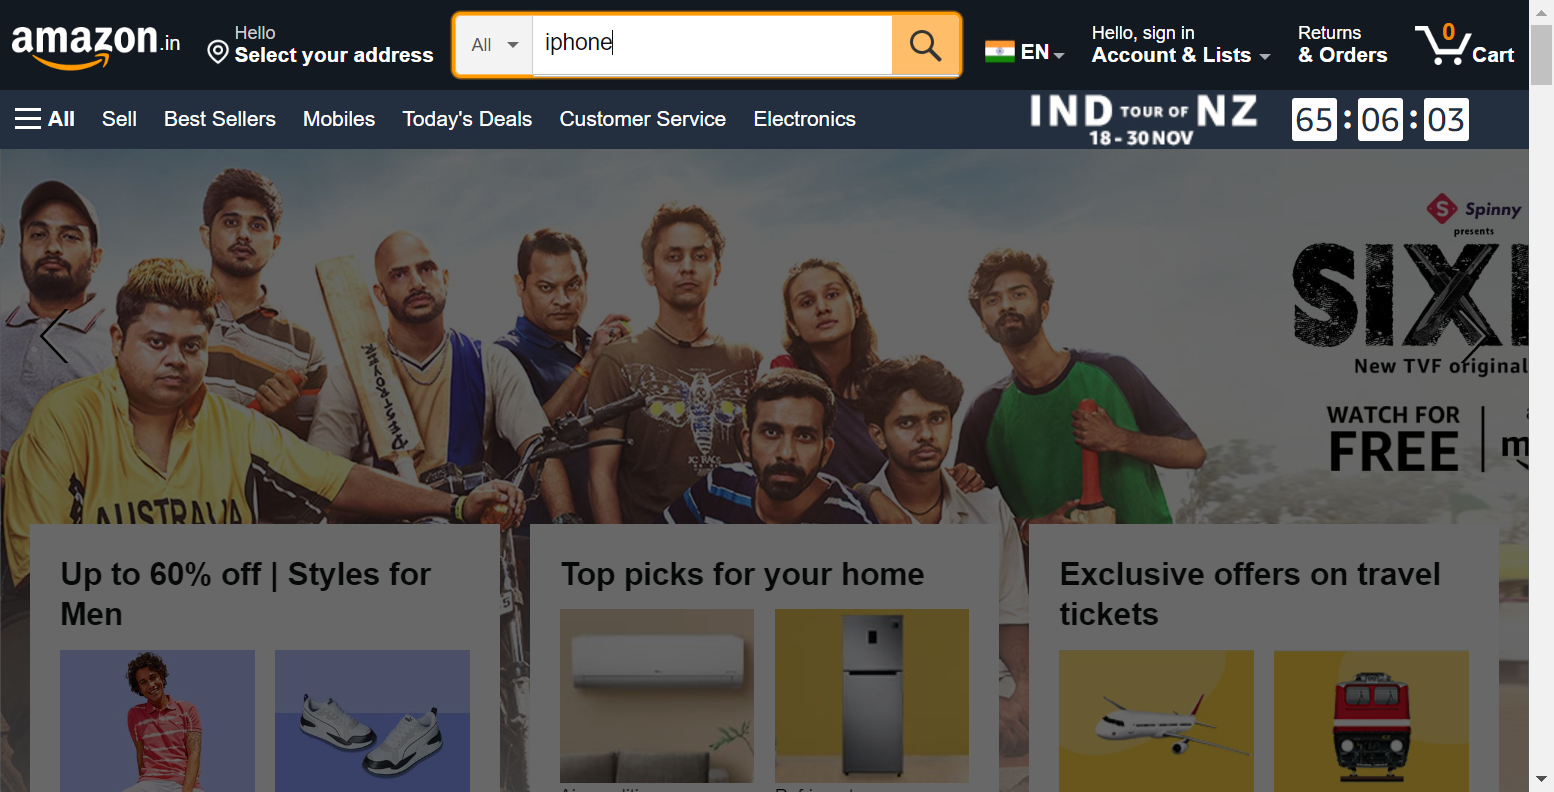 amazon.in
Hello
Select your address
All
iphone
EN
Hello, sign in
Account & Lists
Returns
& Orders
0
Cart
All
Sell
Best Sellers
Mobiles
Today's Deals
Customer Service
Electronics
IND TOUR OF NZ
18 - 30 NOV
65 : 06 : 03
S Spinny
presents
SIX
New TVF original
WATCH FOR
FREE
AUSTRALIA
Up to 60% off | Styles for
Men
Top picks for your home
Exclusive offers on travel
tickets